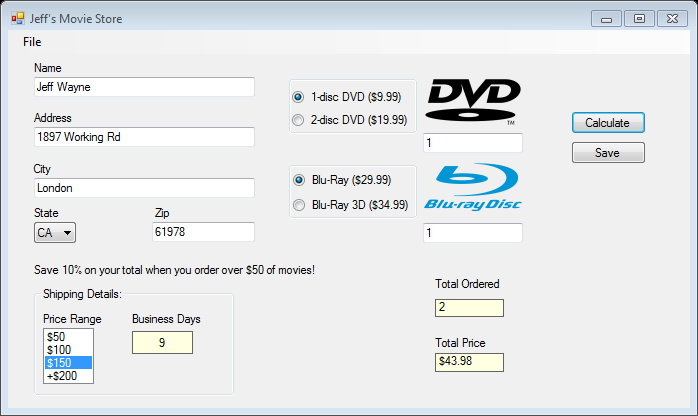 Jeff's Movie Store
File
Name
Jeff Wayne
Address
1897 Working Rd
City
London
State
Zip
CA
61978
1-disc DVD ($9.99)
2-disc DVD ($19.99)
DVD
TM
1
Blu-Ray ($29.99)
Blu-Ray 3D ($34.99)
Blu-ray Disc
1
Calculate
Save
Save 10% on your total when you order over $50 of movies!
Shipping Details:
Price Range
Business Days
$50
$100
$150
+$200
9
Total Ordered
2
Total Price
$43.98